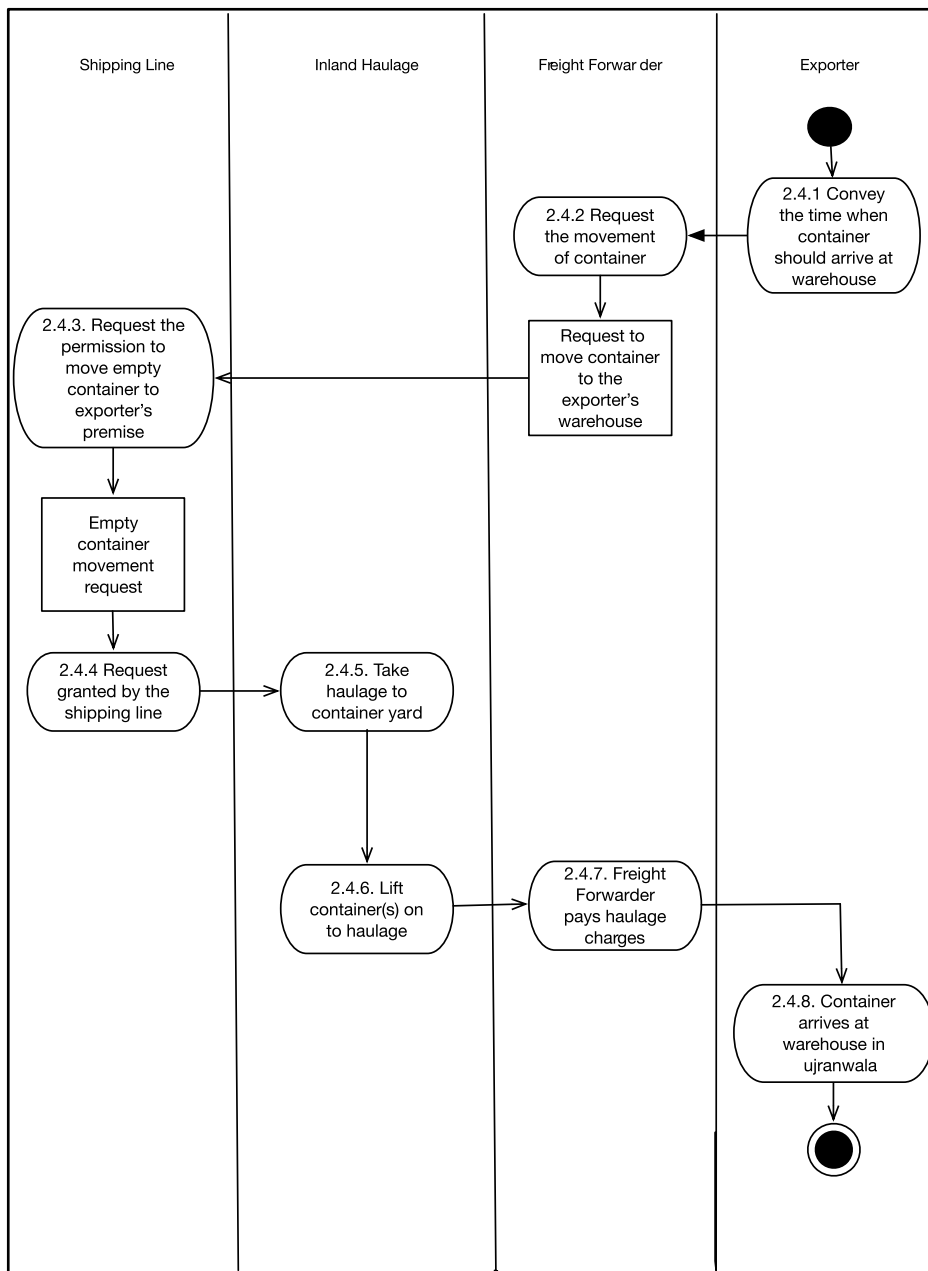 Shipping Line
Inland Haulage
Freight Forwarder
Exporter
2.4.1 Convey
the time when
container
should arrive at
warehouse
2.4.2 Request
the movement
of container
Request to
move container
to the
exporter's
warehouse
2.4.3. Request the
permission to
move empty
container to
exporter's
premise
Empty
container
movement
request
2.4.4 Request
granted by the
shipping line
2.4.5. Take
haulage to
container yard
2.4.6. Lift
container(s) on
to haulage
2.4.7. Freight
Forwarder
pays haulage
charges
2.4.8. Container
arrives at
warehouse in
ujranwala